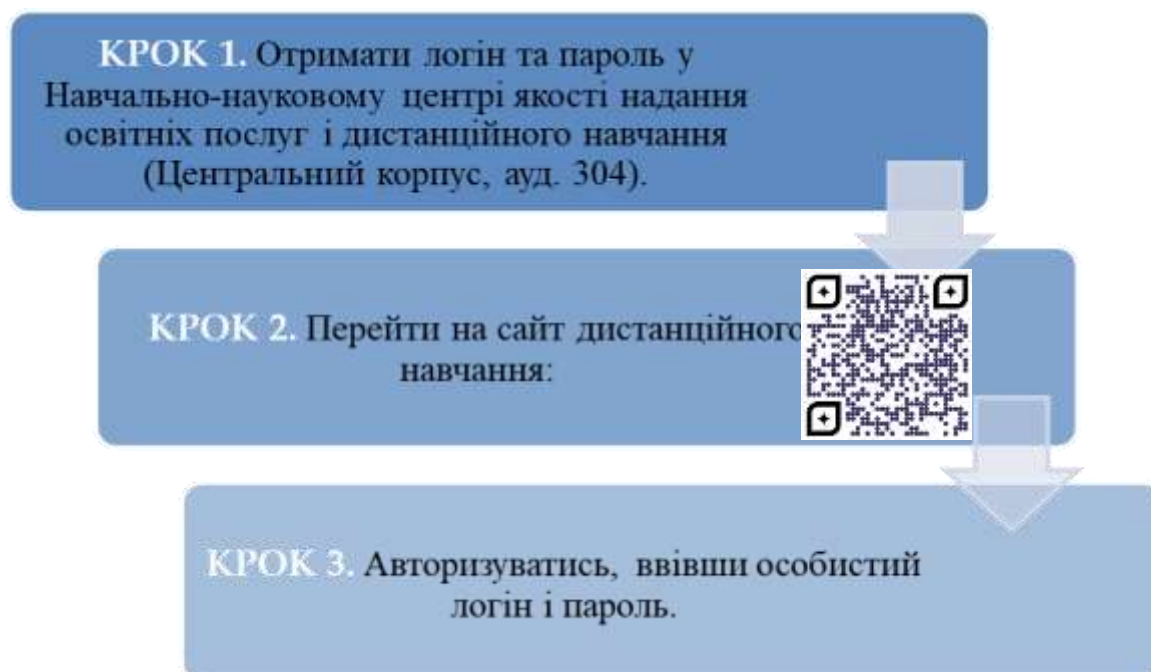 КРОК 1. Отримати логін та пароль у
Навчально-науковому центрі якості надання
освітніх послуг і дистанційного навчання
(Центральний корпус, ауд. 304).
КРОК 2. Перейти на сайт дистанційного
навчання:
КРОК 3. Авторизуватись, ввівши особистий
логін і пароль.